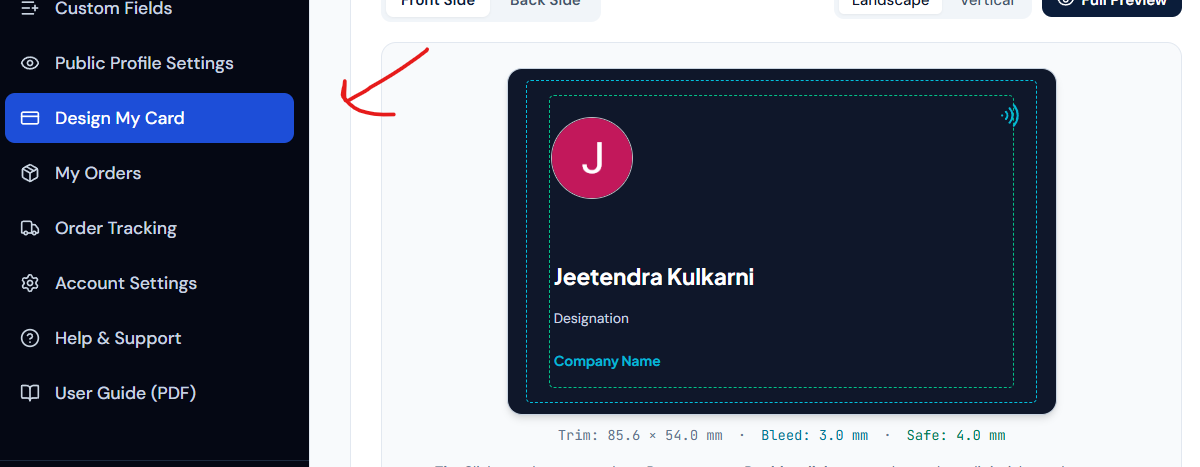 Custom Fields
Front Side
Back Side
Landscape
Vertical
Full Preview
Public Profile Settings
Design My Card
My Orders
Order Tracking
Account Settings
Help & Support
User Guide (PDF)
J
Jeetendra Kulkarni
Designation
Company Name
Trim: 85.6 × 54.0 mm · Bleed: 3.0 mm · Safe: 4.0 mm